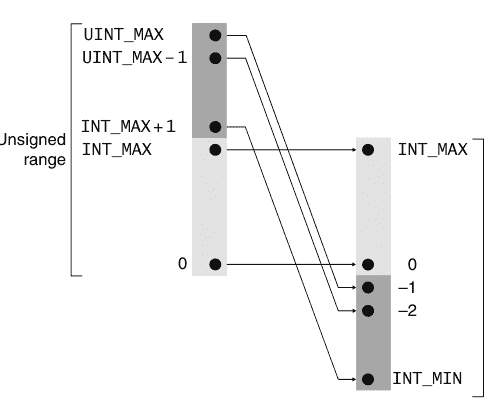 UINT_MAX
UINT_MAX – 1
INT_MAX + 1
Unsigned
range
INT_MAX
INT_MAX
0
0
–1
–2
INT_MIN